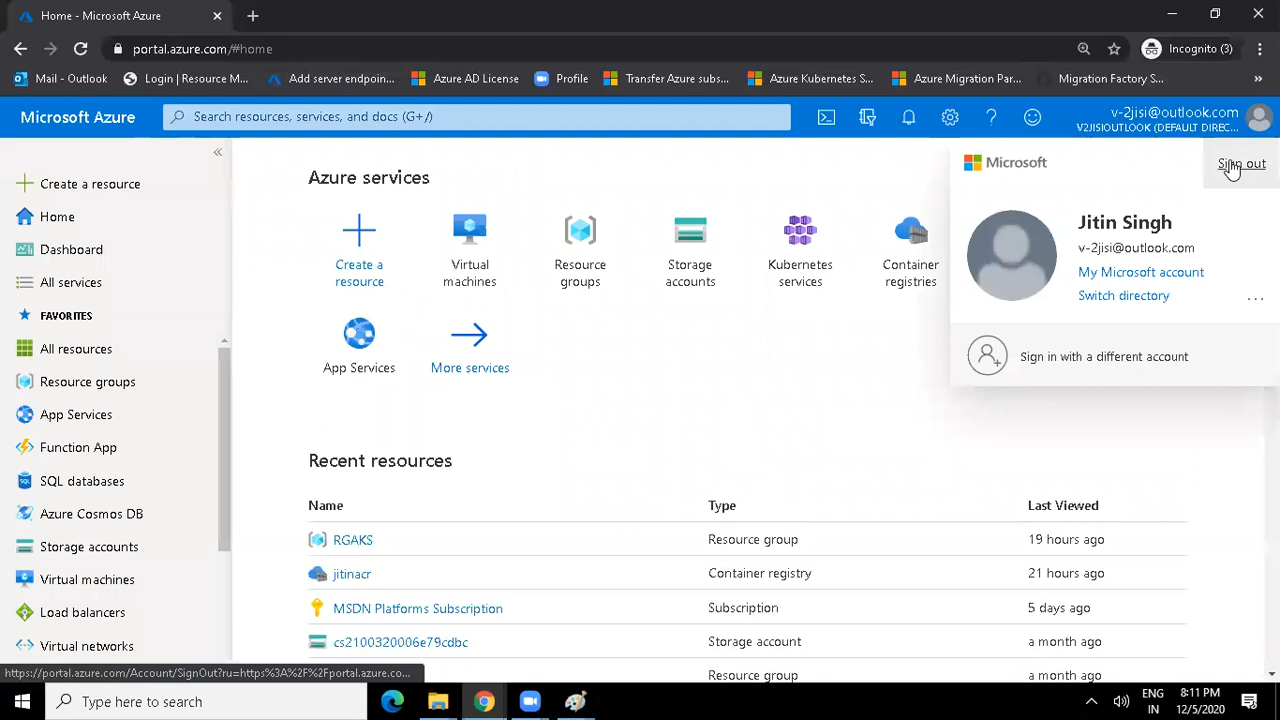 Home - Microsoft Azure
portal.azure.com/#home
Incognito (3)
Mail - Outlook
Login | Resource M...
Add server endpoin...
Azure AD License
Profile
Transfer Azure subs...
Azure Kubernetes S...
Azure Migration Par...
Migration Factory S...
»
Microsoft Azure
Search resources, services, and docs (G+/)
v-2jisi@outlook.com
V2JISIOUTLOOK (DEFAULT DIREC...
«
Create a resource
Home
Dashboard
All services
FAVORITES
All resources
Resource groups
App Services
Function App
SQL databases
Azure Cosmos DB
Storage accounts
Virtual machines
Load balancers
Virtual networks
Azure services
Create a
resource
Virtual
machines
Resource
groups
Storage
accounts
Kubernetes
services
Container
registries
App Services
More services
Microsoft
Sign out
Jitin Singh
v-2jisi@outlook.com
My Microsoft account
Switch directory
...
Sign in with a different account
Recent resources
Name Type Last Viewed
RGAKS Resource group 19 hours ago
jitinacr Container registry 21 hours ago
MSDN Platforms Subscription Subscription 5 days ago
cs2100320006e79cdbc Storage account a month ago
Resource group a month ago
https://portal.azure.com/Account/SignOut?ru=https%3A%2F%2Fportal.azure.co...
Type here to search
ENG
IN
8:11 PM
12/5/2020